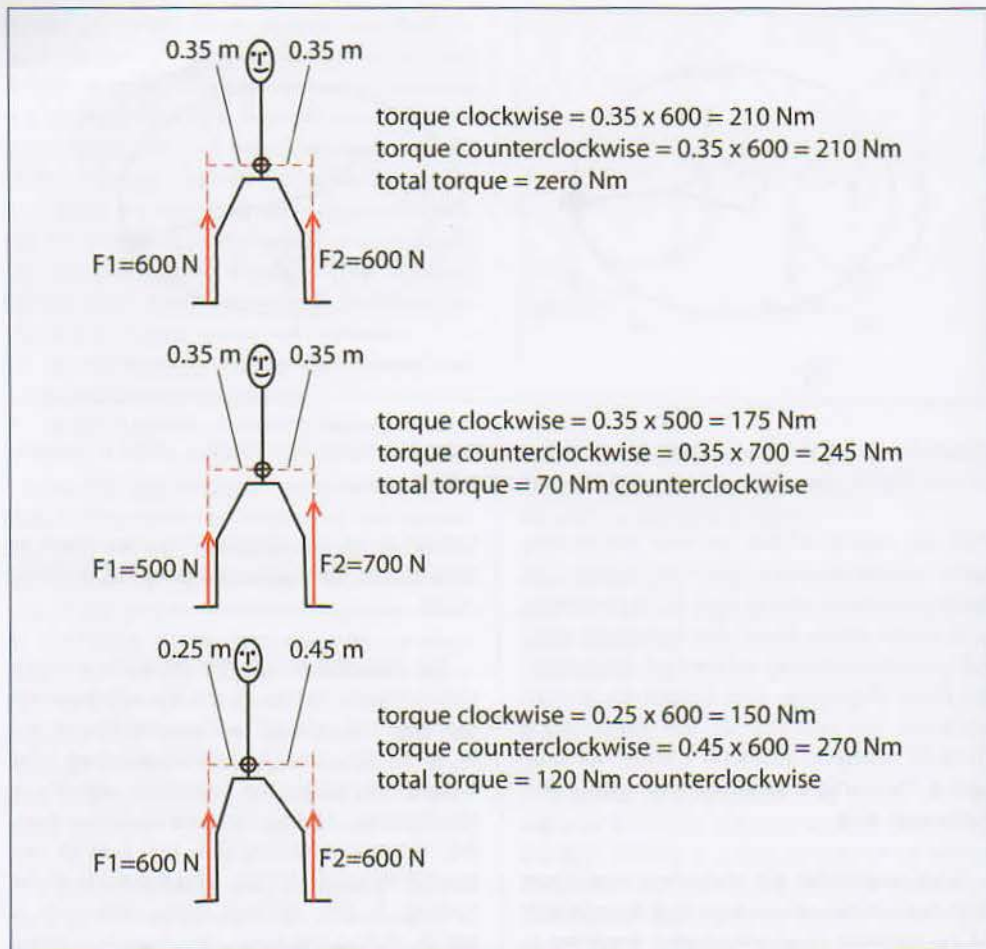 0.35 m 0.35 m
torque clockwise = 0.35 x 600 = 210 Nm
torque counterclockwise = 0.35 x 600 = 210 Nm
total torque = zero Nm
F1=600 N F2=600 N
0.35 m 0.35 m
torque clockwise = 0.35 x 500 = 175 Nm
torque counterclockwise = 0.35 x 700 = 245 Nm
total torque = 70 Nm counterclockwise
F1=500 N F2=700 N
0.25 m 0.45 m
torque clockwise = 0.25 x 600 = 150 Nm
torque counterclockwise = 0.45 x 600 = 270 Nm
total torque = 120 Nm counterclockwise
F1=600 N F2=600 N